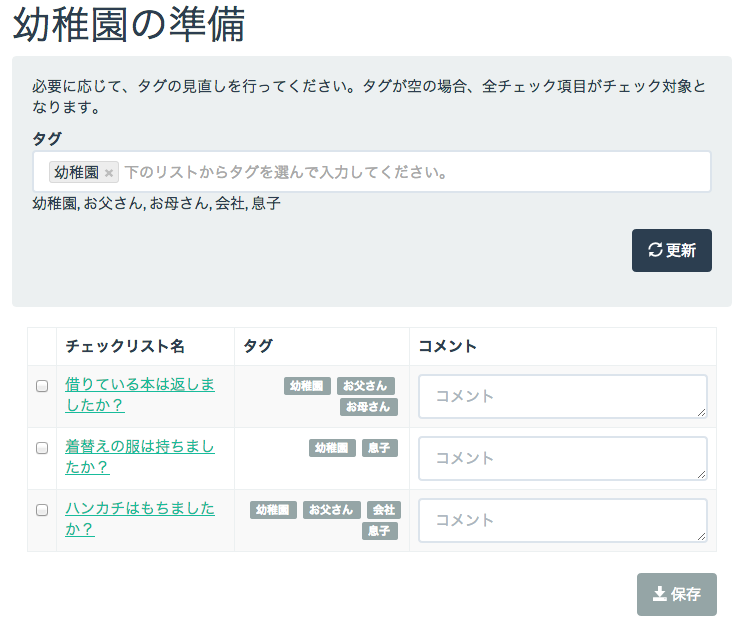 幼稚園の準備
必要に応じて、タグの見直しを行ってください。タグが空の場合、全チェック項目がチェック対象と
なります。
タグ
幼稚園 × 下のリストからタグを選んで入力してください。
幼稚園, お父さん, お母さん, 会社, 息子
更新
チェックリスト名 タグ コメント
借りている本は返しま 幼稚園 お父さん コメント
したか？ お母さん
着替えの服は持ちまし 幼稚園 息子 コメント
たか？
ハンカチはもちました 幼稚園 お父さん 会社 コメント
か？ 息子
保存